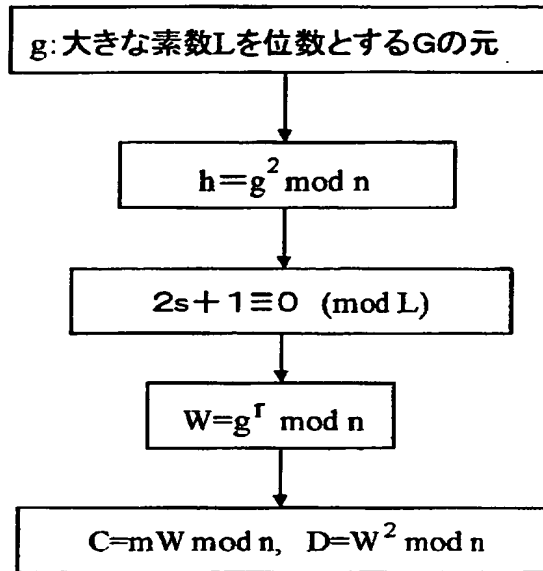 g:大きな素数Lを位数とするGの元
h=g² mod n
2s+1≡0 (mod L)
W=gʳ mod n
C=mW mod n, D=W² mod n